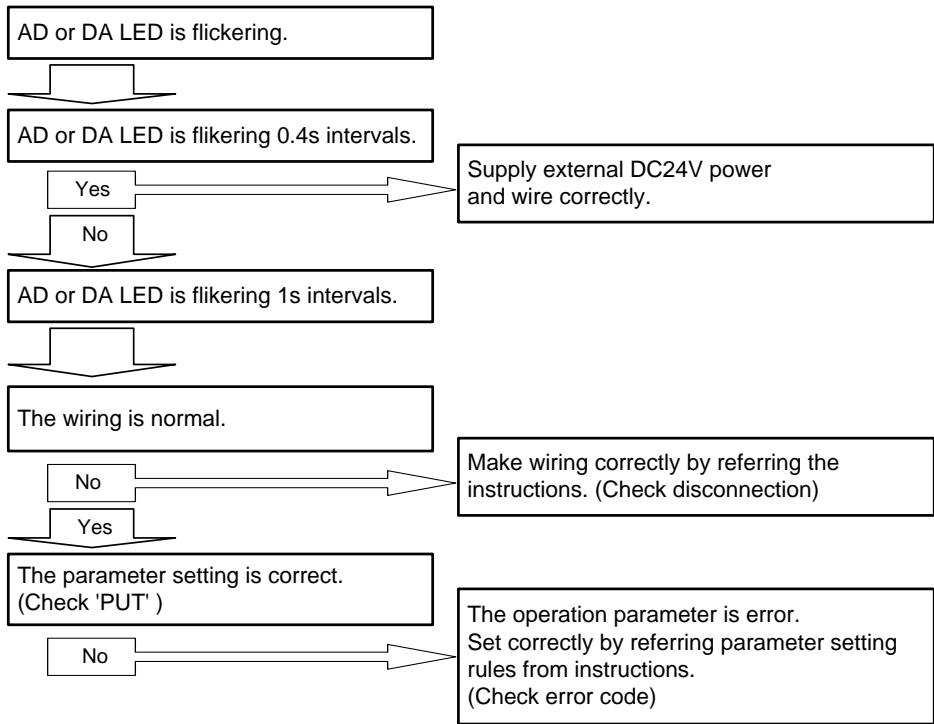 AD or DA LED is flickering.
AD or DA LED is flikering 0.4s intervals.
Yes
Supply external DC24V power
and wire correctly.
No
AD or DA LED is flikering 1s intervals.
The wiring is normal.
No
Make wiring correctly by referring the
instructions. (Check disconnection)
Yes
The parameter setting is correct.
(Check 'PUT' )
No
The operation parameter is error.
Set correctly by referring parameter setting
rules from instructions.
(Check error code)